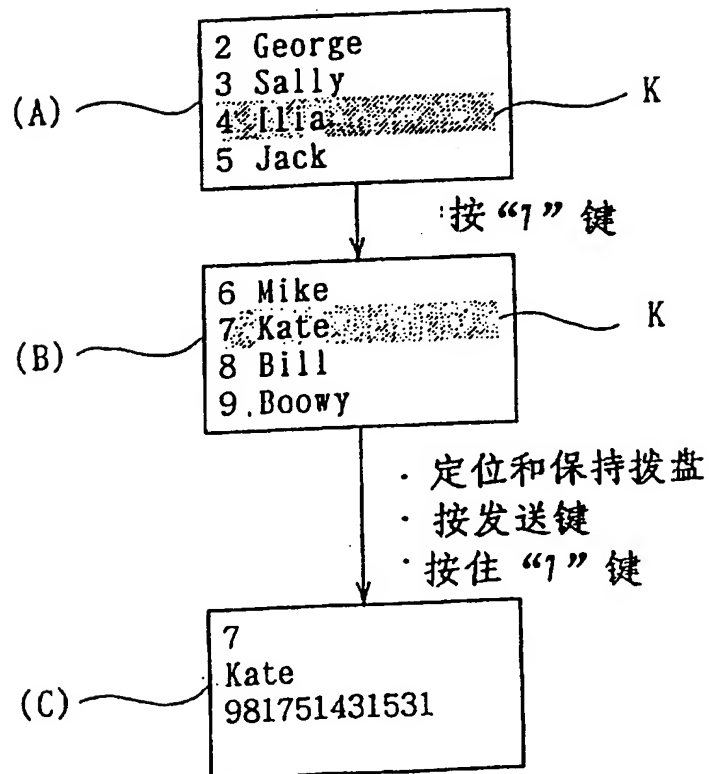 2 George
3 Sally
(A)
4 [lia
K
5 Jack
按“7”键
6 Mike
7 Kate
K
(B)
8 Bill
9.Boowy
· 定位和保持拨盘
· 按发送键
· 按住“7”键
7
Kate
(C)
981751431531